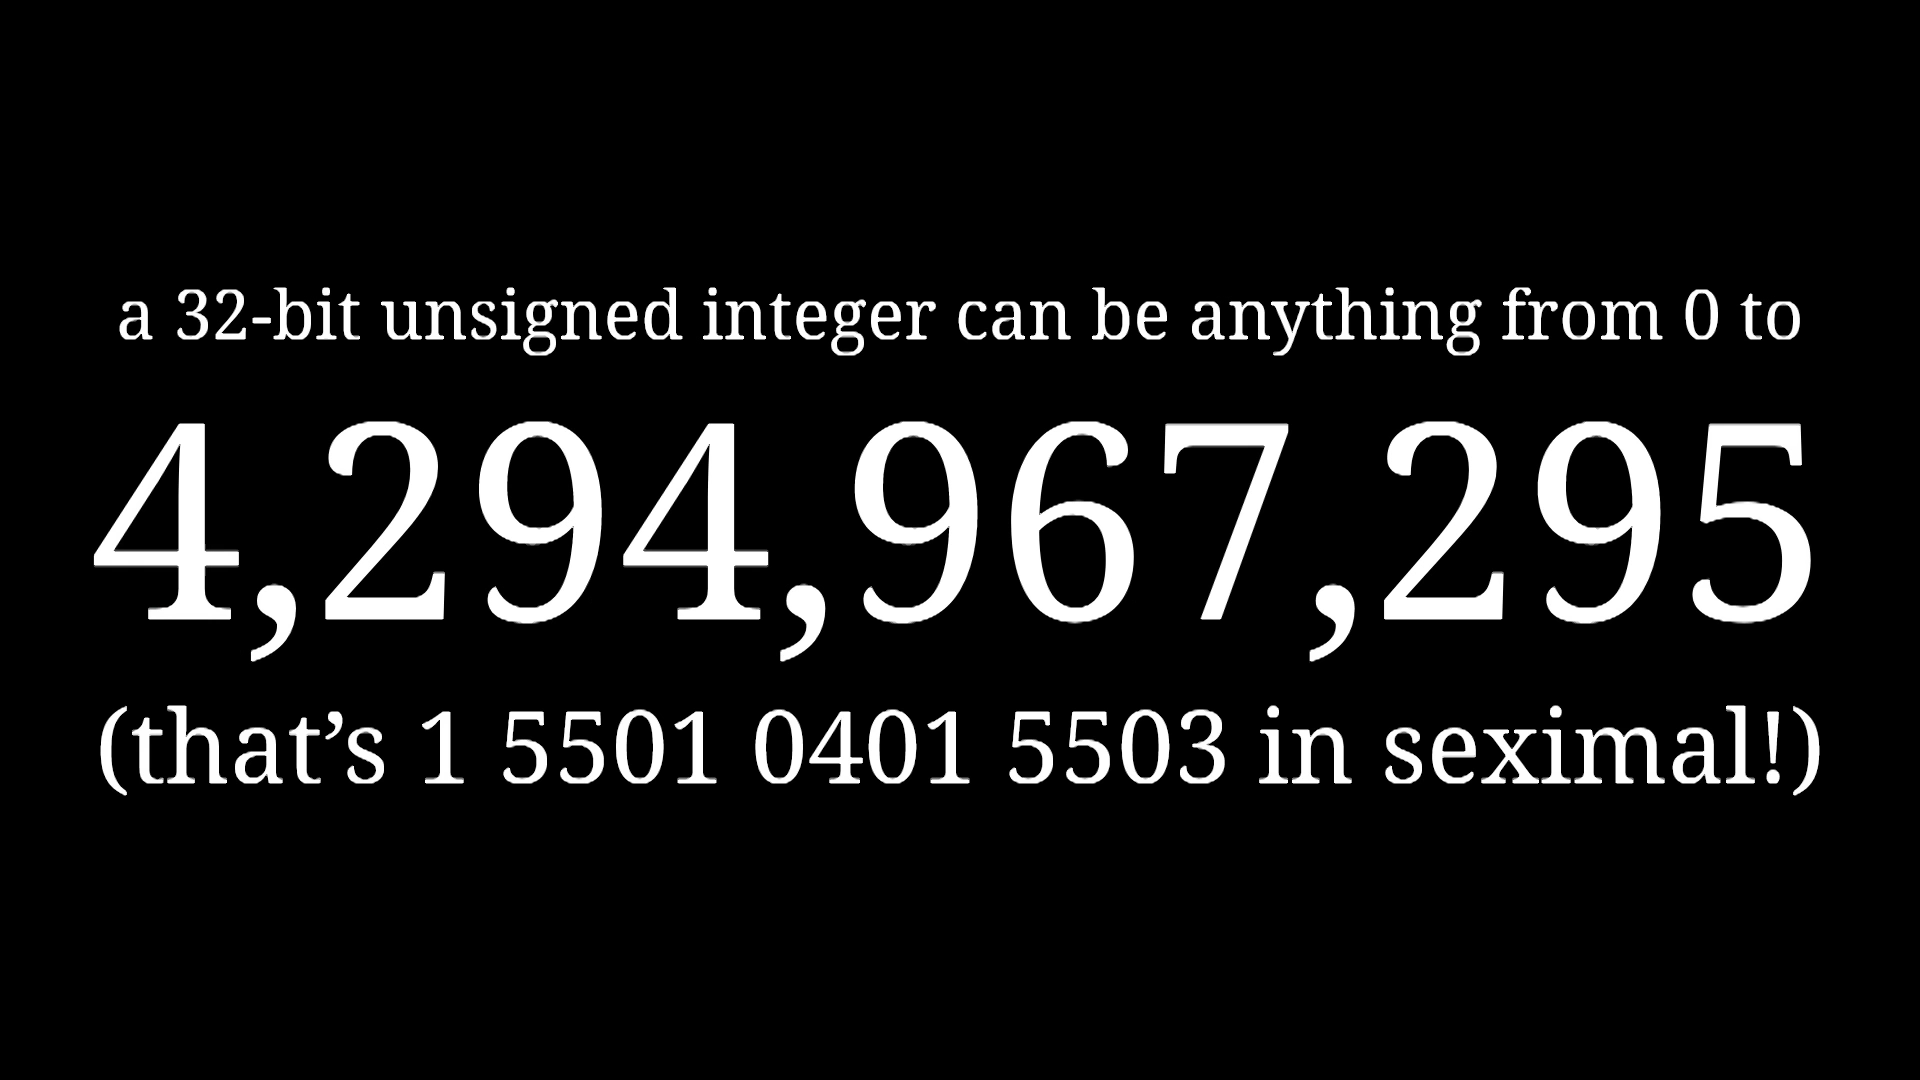 a 32-bit unsigned integer can be anything from 0 to
4,294,967,295
(that’s 1 5501 0401 5503 in seximal!)